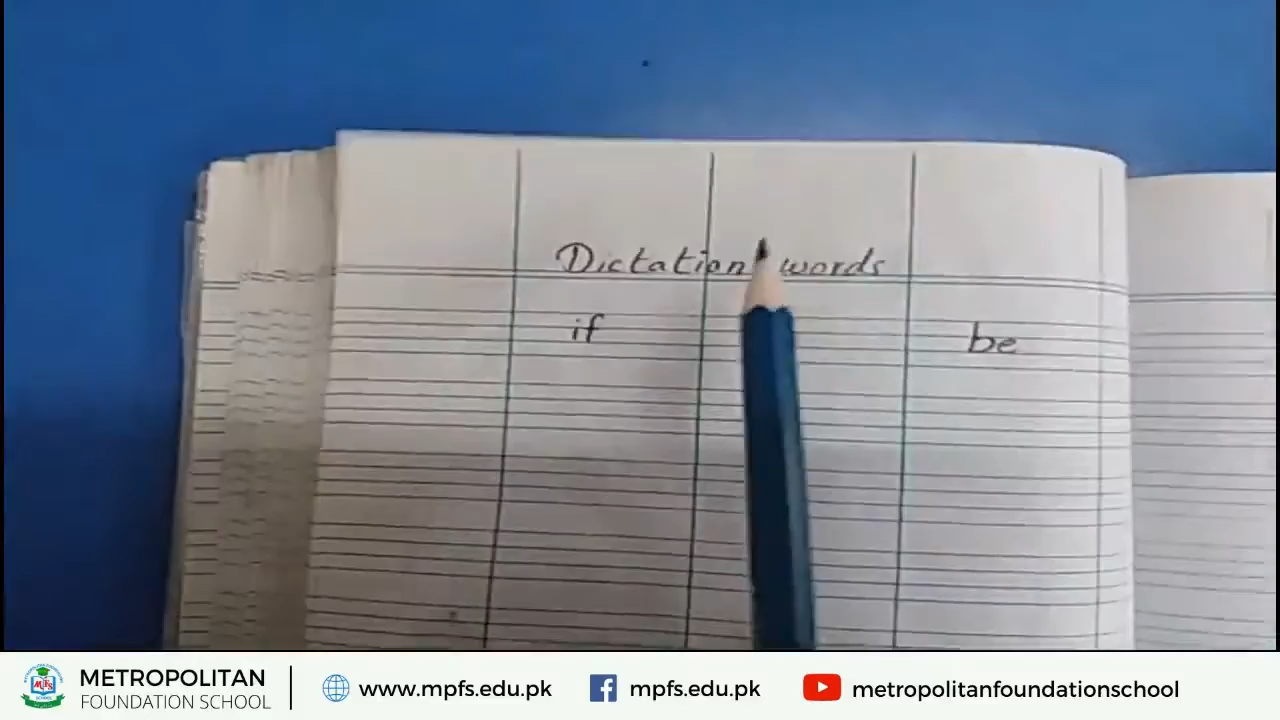 Dictation words
if be
METROPOLITAN
FOUNDATION SCHOOL
www.mpfs.edu.pk
mpfs.edu.pk
metropolitanfoundationschool